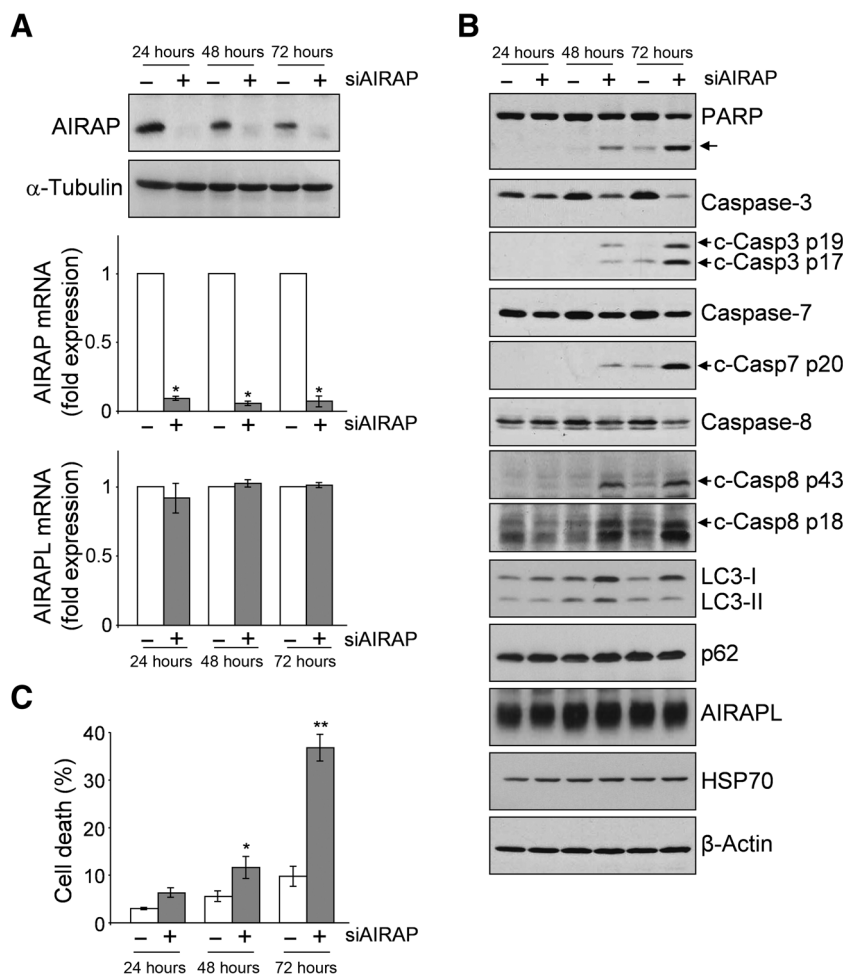 A
24 hours 48 hours 72 hours
– + – + – + siAIRAP
AIRAP
α-Tubulin
AIRAP mRNA
(fold expression)
1
0.5
0
– + – + – + siAIRAP
AIRAPL mRNA
(fold expression)
1
0.5
0
– + – + – + siAIRAP
24 hours 48 hours 72 hours
* * *
B
24 hours 48 hours 72 hours
– + – + – + siAIRAP
PARP
Caspase-3
c-Casp3 p19
c-Casp3 p17
Caspase-7
c-Casp7 p20
Caspase-8
c-Casp8 p43
c-Casp8 p18
LC3-I
LC3-II
p62
AIRAPL
HSP70
β-Actin
C
Cell death (%)
40
30
20
10
0
* **
– + – + – + siAIRAP
24 hours 48 hours 72 hours